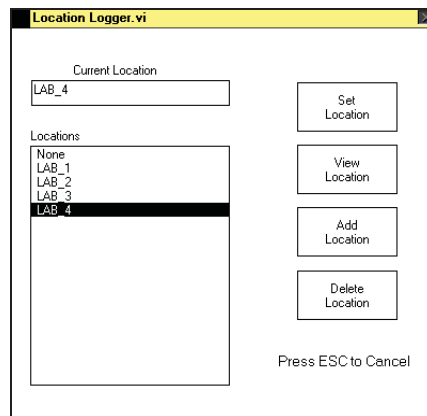 Location Logger.vi
Current Location
LAB_4
Locations
None
LAB_1
LAB_2
LAB_3
LAB_4
Set
Location
View
Location
Add
Location
Delete
Location
Press ESC to Cancel